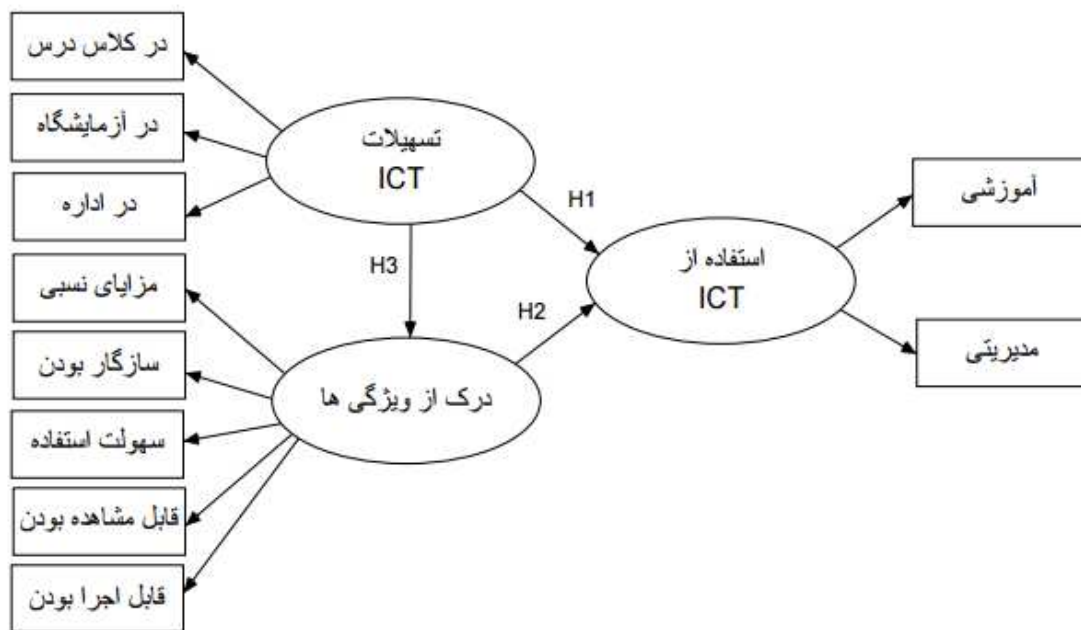 در کلاس درس
در آزمایشگاه
در اداره
مزایای نسبی
سازگار بودن
سهولت استفاده
قابل مشاهده بودن
قابل اجرا بودن
تسهیلات
ICT
H1
H3
H2
درک از ویژگی ها
استفاده از
ICT
آموزشی
مدیریتی